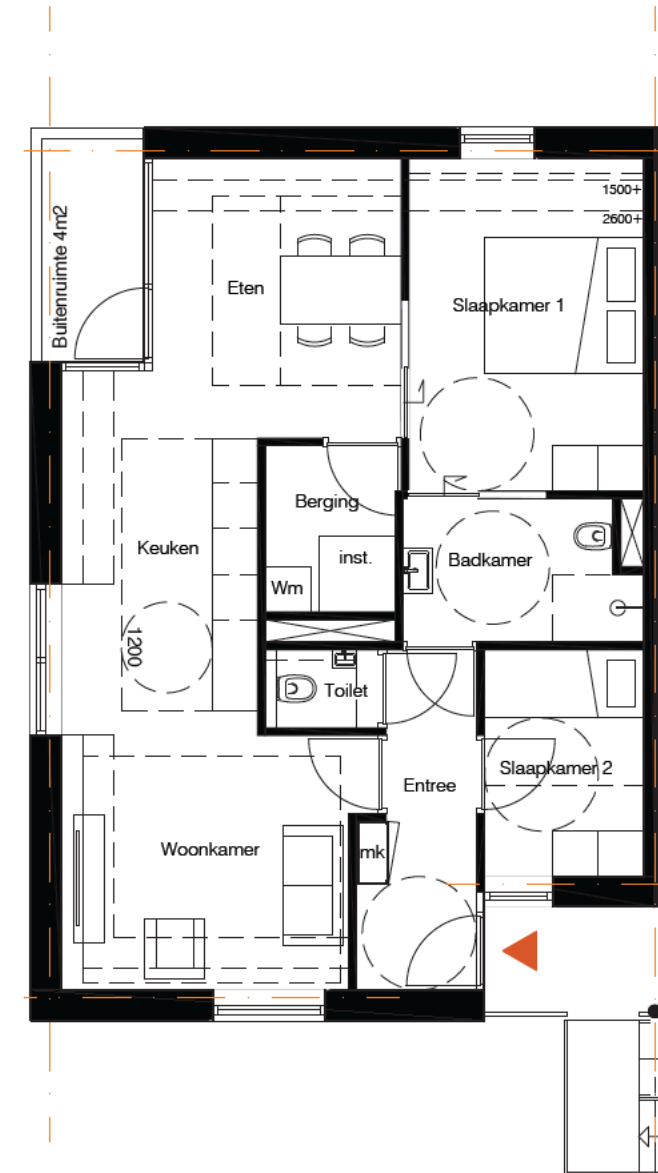 1500+
2600+
Buitenruimte 4m2
Eten
Slaapkamer 1
Berging
Keuken
inst.
Badkamer
Wm
1200
Toilet
Slaapkamer 2
Entree
Woonkamer
mk